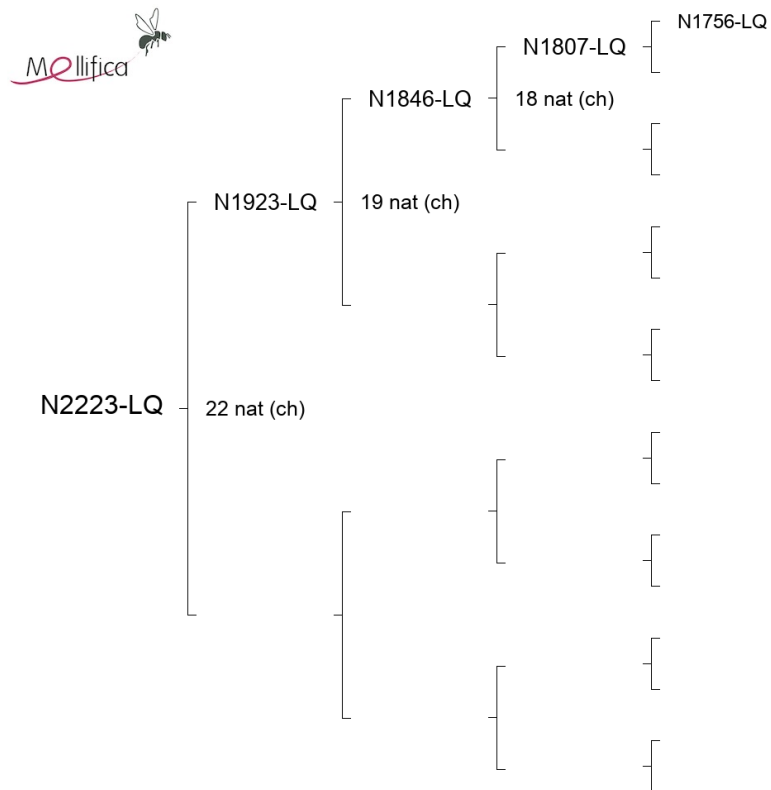 Mellifica
N1756-LQ
N1807-LQ
N1846-LQ
18 nat (ch)
N1923-LQ
19 nat (ch)
N2223-LQ
22 nat (ch)